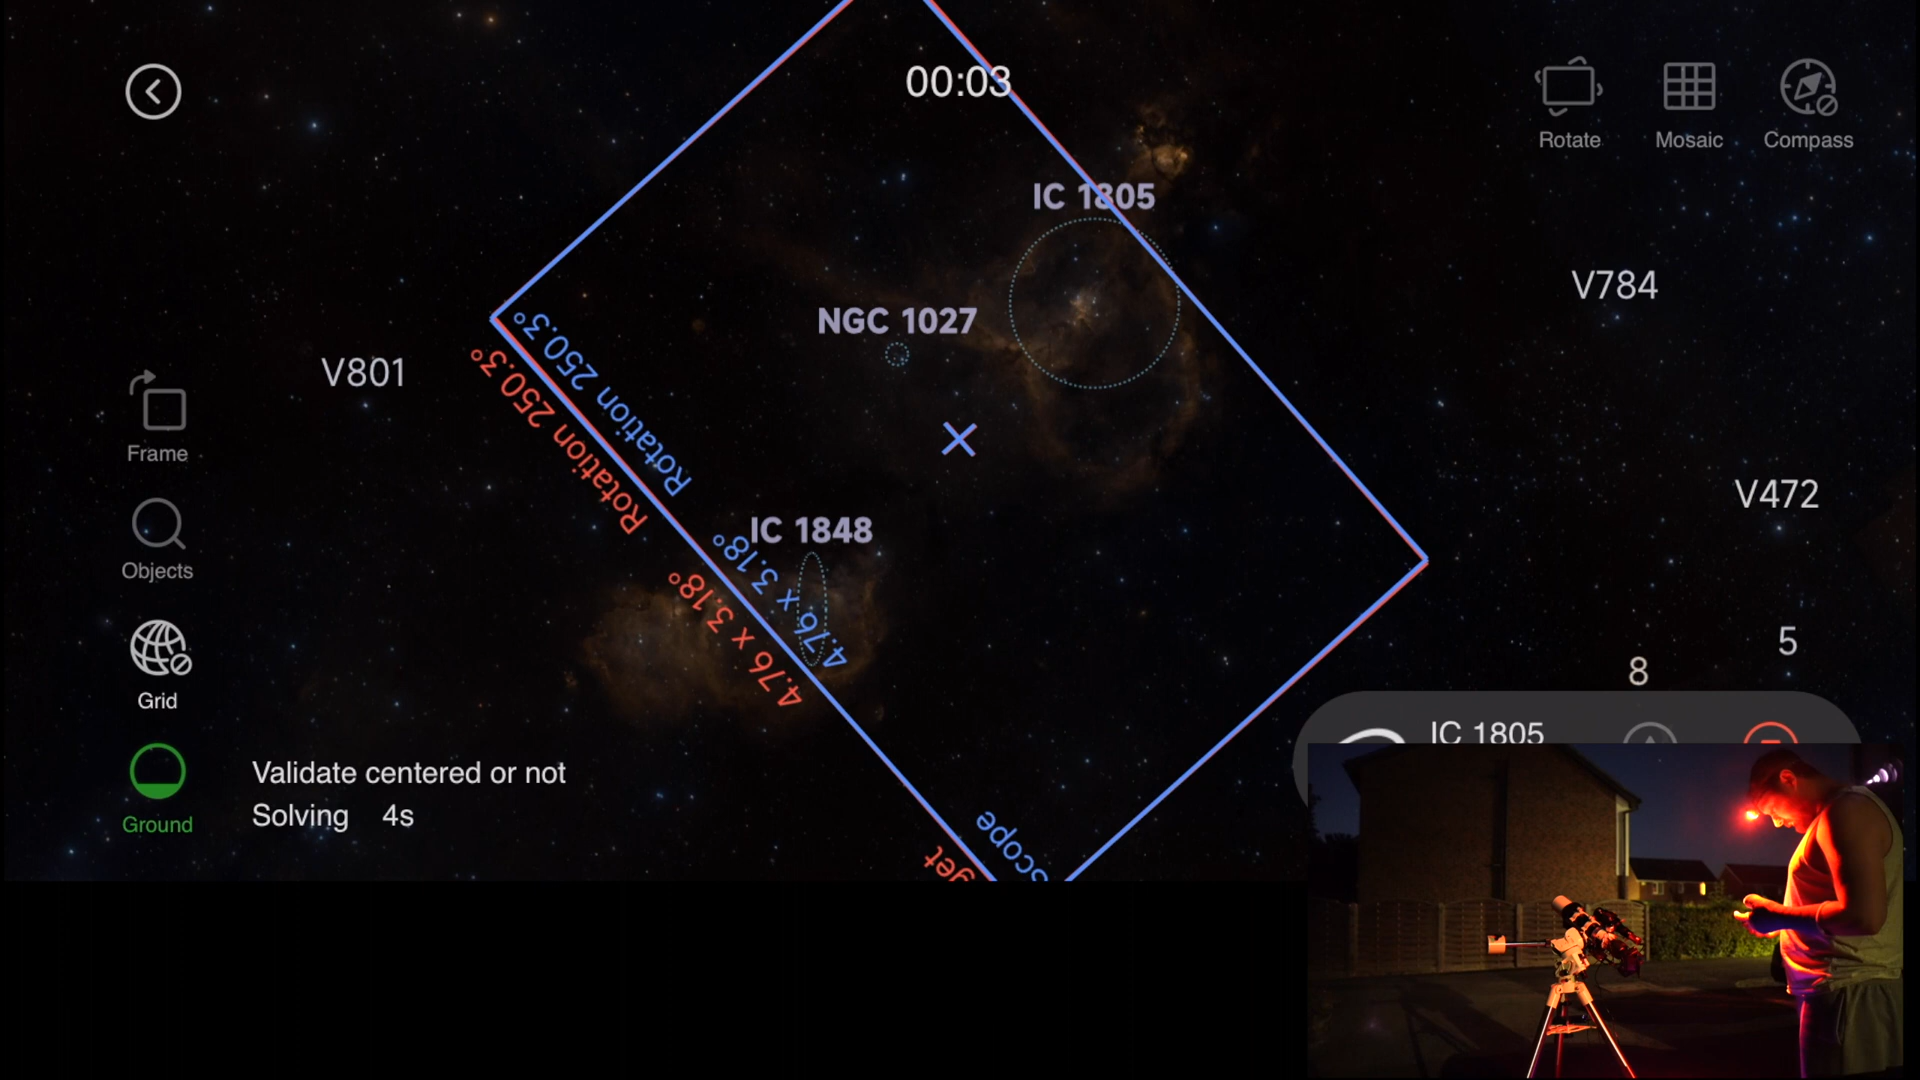 00:03
Rotate
Mosaic
Compass
IC 1805
V784
NGC 1027
V801
Rotation 250.3°
Rotation 250.3°
Frame
V472
IC 1848
4.76 x 3.18°
4.76 x 3.18°
Objects
5
8
Grid
IC 1805
Validate centered or not
Solving 4s
Ground
scope
get